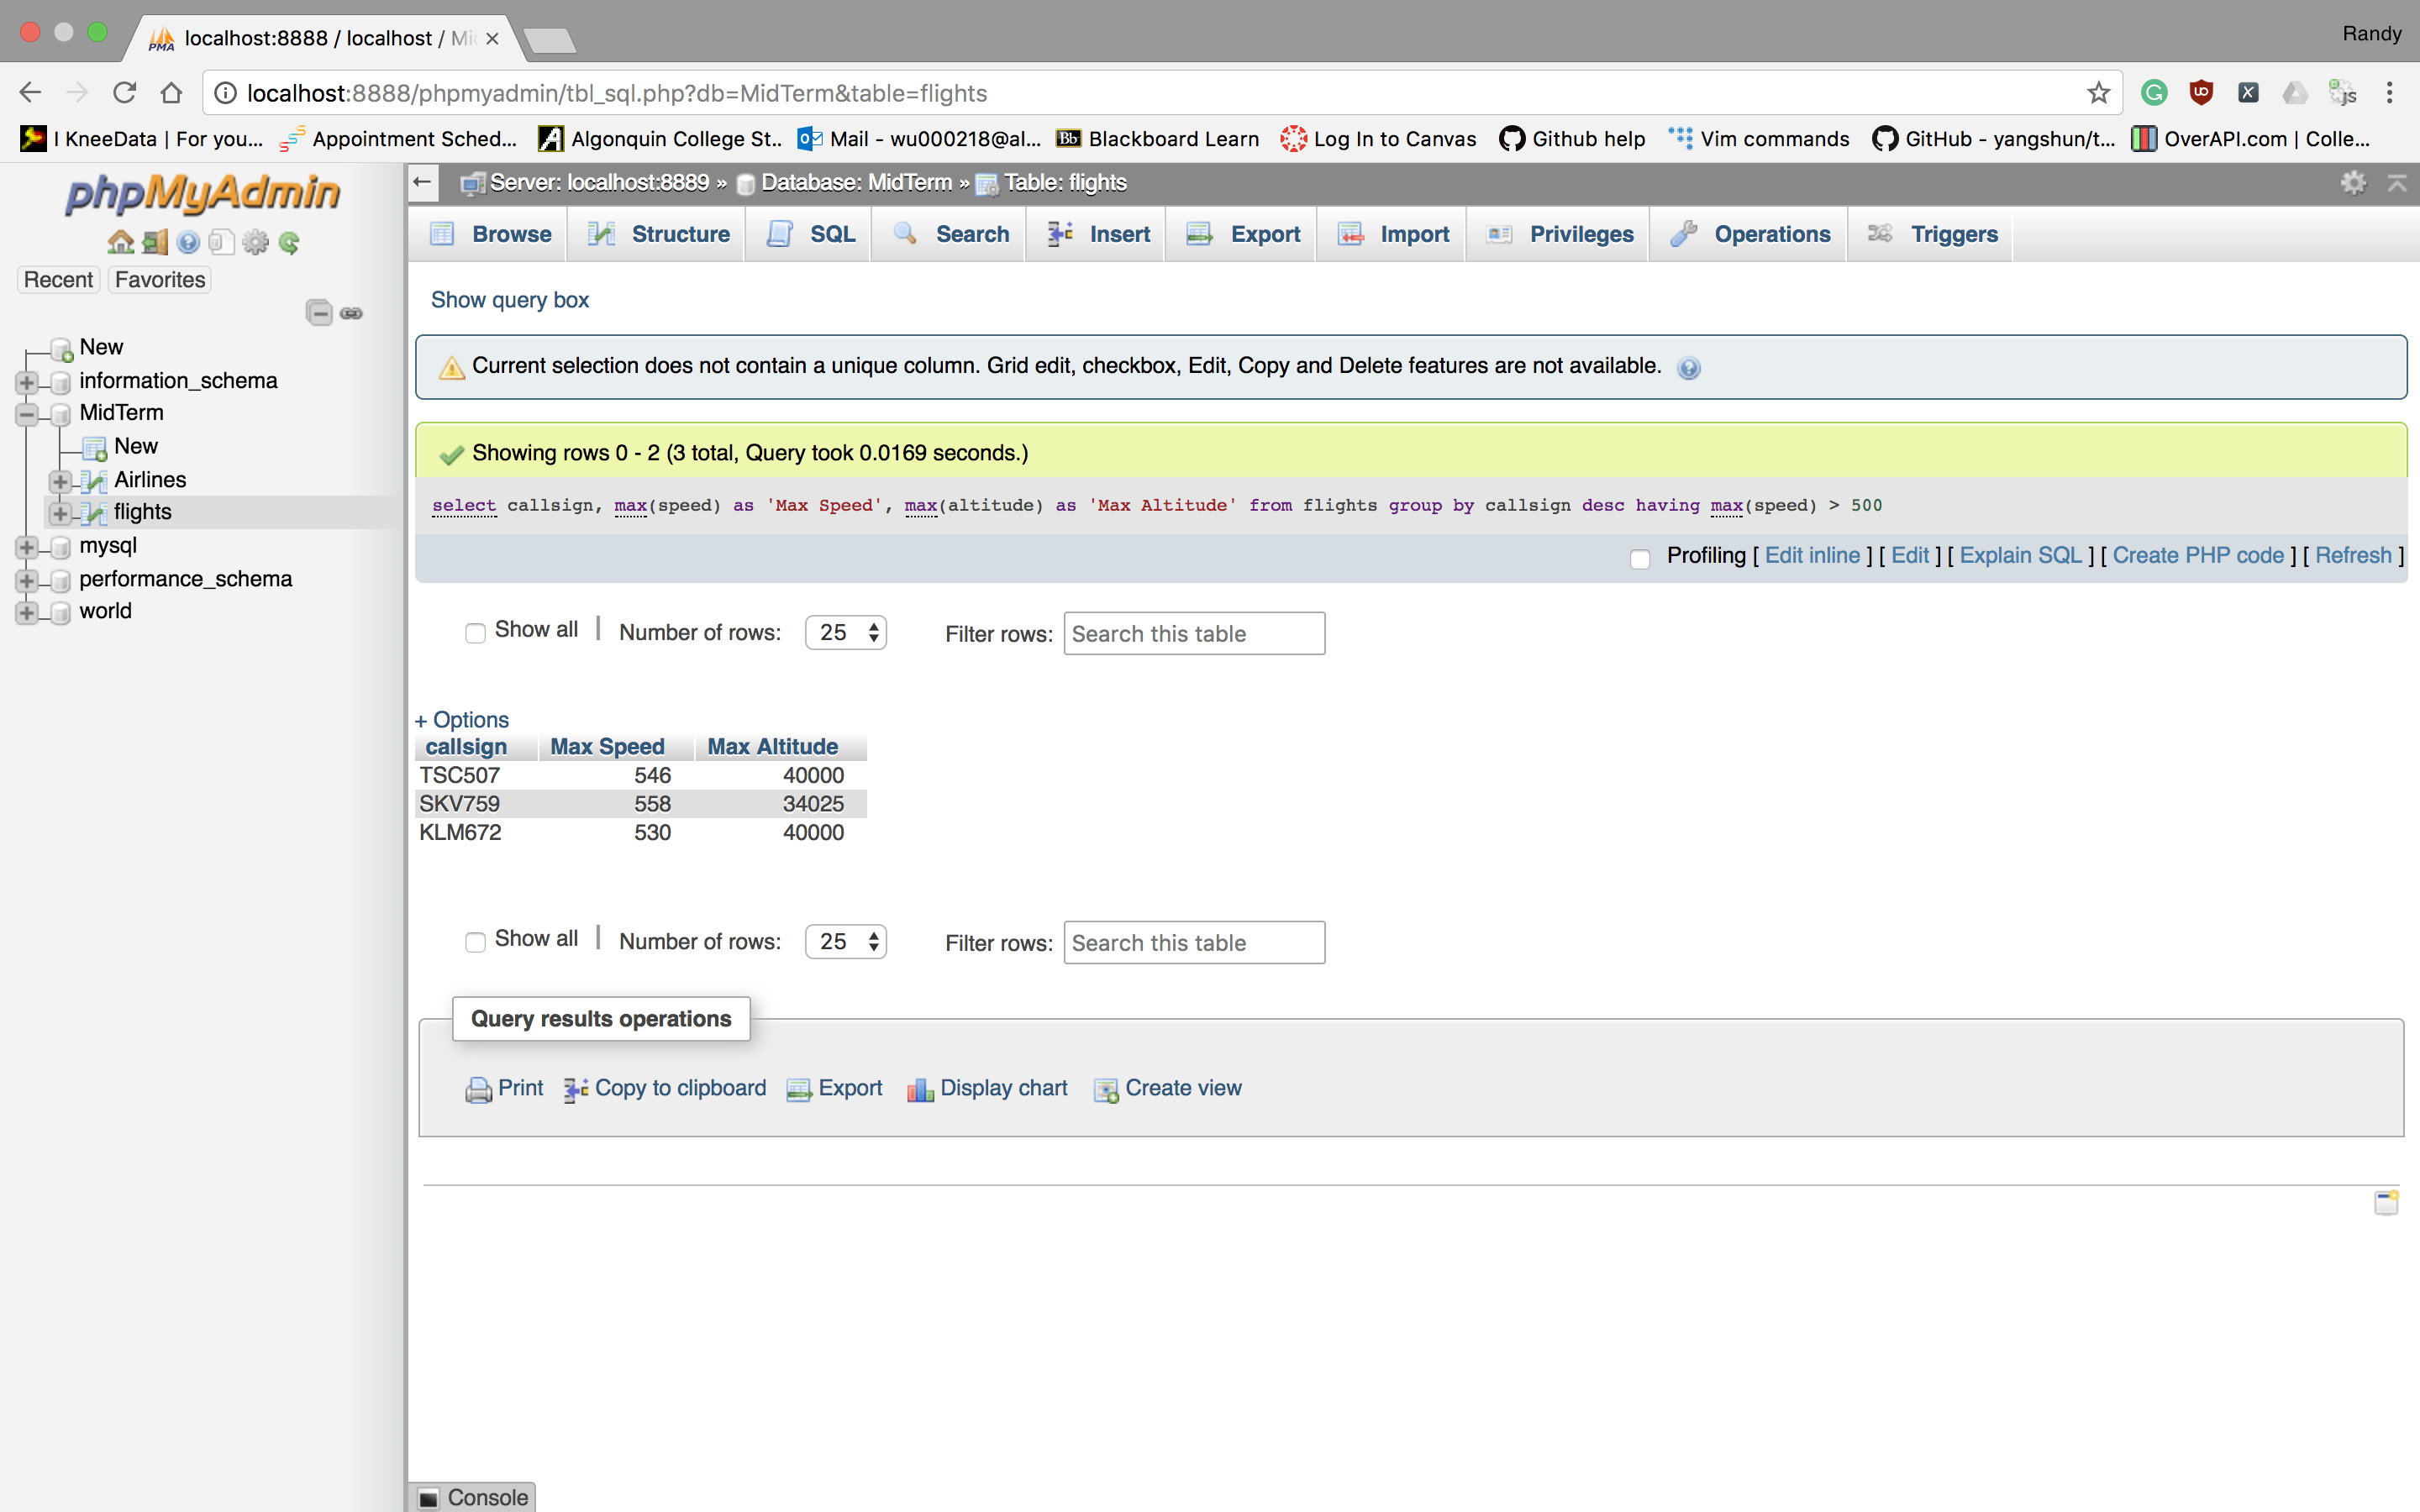 localhost:8888 / localhost / Mi
Randy
localhost:8888/phpmyadmin/tbl_sql.php?db=MidTerm&table=flights
I KneeData | For you...
Appointment Sched...
Algonquin College St...
Mail - wu000218@al...
Blackboard Learn
Log In to Canvas
Github help
Vim commands
GitHub - yangshun/t...
OverAPI.com | Colle...
phpMyAdmin
Recent Favorites
New
information_schema
MidTerm
New
Airlines
flights
mysql
performance_schema
world
Server: localhost:8889 » Database: MidTerm » Table: flights
Browse Structure SQL Search Insert Export Import Privileges Operations Triggers
Show query box
Current selection does not contain a unique column. Grid edit, checkbox, Edit, Copy and Delete features are not available.
Showing rows 0 - 2 (3 total, Query took 0.0169 seconds.)
select callsign, max(speed) as 'Max Speed', max(altitude) as 'Max Altitude' from flights group by callsign desc having max(speed) > 500
Profiling [ Edit inline ] [ Edit ] [ Explain SQL ] [ Create PHP code ] [ Refresh ]
Show all | Number of rows: 25 Filter rows: Search this table
+ Options
callsign Max Speed Max Altitude
TSC507 546 40000
SKV759 558 34025
KLM672 530 40000
Show all | Number of rows: 25 Filter rows: Search this table
Query results operations
Print Copy to clipboard Export Display chart Create view
Console